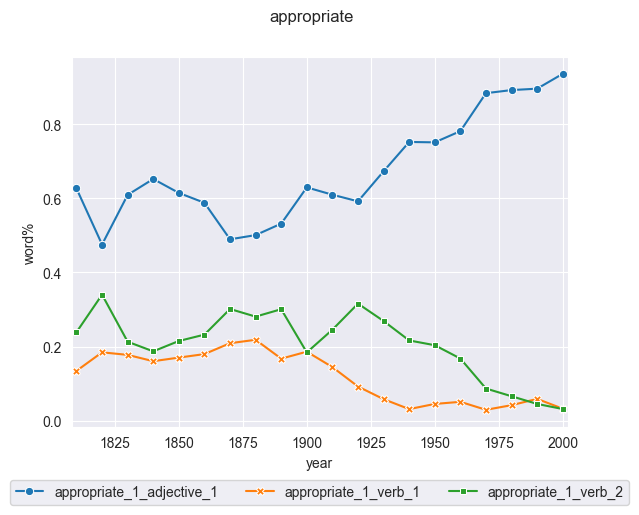 appropriate
word%
0.8
0.6
0.4
0.2
0.0
1825 1850 1875 1900 1925 1950 1975 2000
year
appropriate_1_adjective_1 appropriate_1_verb_1 appropriate_1_verb_2